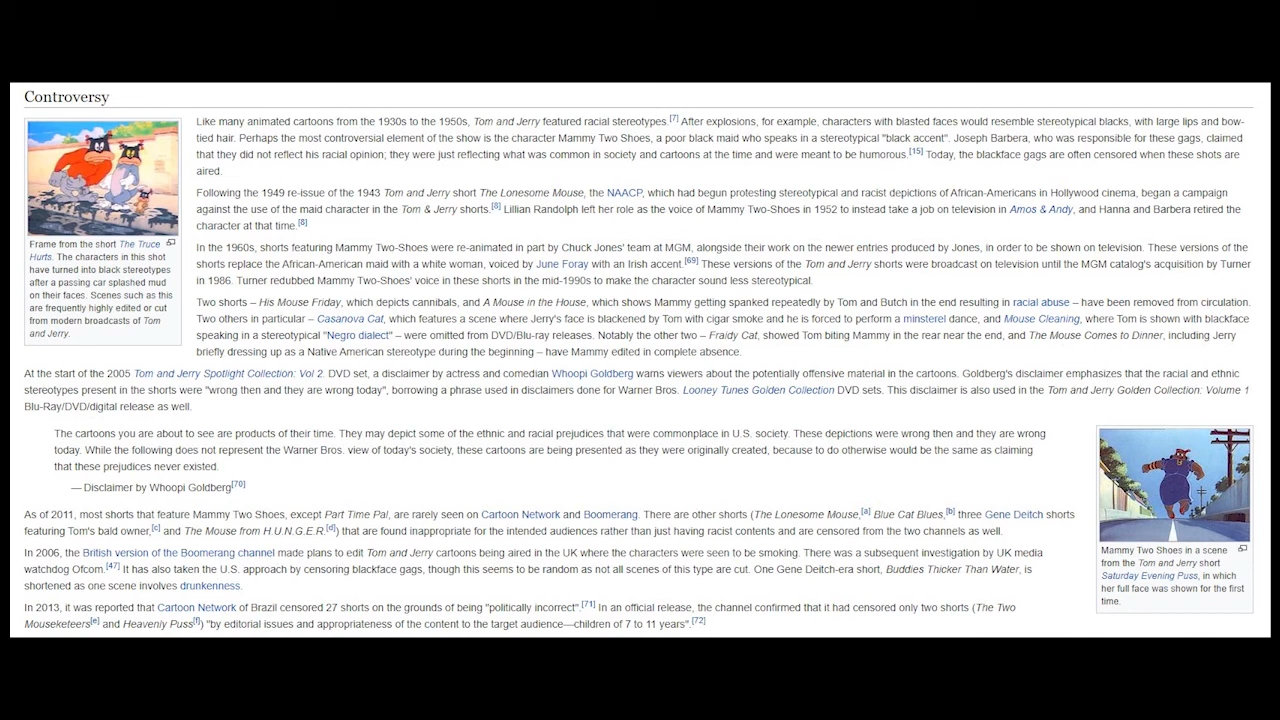 Controversy
Like many animated cartoons from the 1930s to the 1950s, Tom and Jerry featured racial stereotypes.[7] After explosions, for example, characters with blasted faces would resemble stereotypical blacks, with large lips and bow-
tied hair. Perhaps the most controversial element of the show is the character Mammy Two Shoes, a poor black maid who speaks in a stereotypical "black accent". Joseph Barbera, who was responsible for these gags, claimed
that they did not reflect his racial opinion; they were just reflecting what was common in society and cartoons at the time and were meant to be humorous.[15] Today, the blackface gags are often censored when these shorts are
aired.
Following the 1949 re-issue of the 1943 Tom and Jerry short The Lonesome Mouse, the NAACP, which had begun protesting stereotypical and racist depictions of African-Americans in Hollywood cinema, began a campaign
against the use of the maid character in the Tom & Jerry shorts.[8] Lillian Randolph left her role as the voice of Mammy Two-Shoes in 1952 to instead take a job on television in Amos & Andy, and Hanna and Barbera retired the
character at that time.[8]
Frame from the short The Truce
Hurts. The characters in this shot
have turned into black stereotypes
after a passing car splashed mud
on their faces. Scenes such as this
are frequently highly edited or cut
from modern broadcasts of Tom
and Jerry.
In the 1960s, shorts featuring Mammy Two-Shoes were re-animated in part by Chuck Jones' team at MGM, alongside their work on the newer entries produced by Jones, in order to be shown on television. These versions of the
shorts replace the African-American maid with a white woman, voiced by June Foray with an Irish accent.[69] These versions of the Tom and Jerry shorts were broadcast on television until the MGM catalog's acquisition by Turner
in 1986. Turner redubbed Mammy Two-Shoes' voice in these shorts in the mid-1990s to make the character sound less stereotypical.
Two shorts – His Mouse Friday, which depicts cannibals, and A Mouse in the House, which shows Mammy getting spanked repeatedly by Tom and Butch in the end resulting in racial abuse – have been removed from circulation.
Two others in particular – Casanova Cat, which features a scene where Jerry's face is blackened by Tom with cigar smoke and he is forced to perform a minsterel dance, and Mouse Cleaning, where Tom is shown with blackface
speaking in a stereotypical "Negro dialect" – were omitted from DVD/Blu-ray releases. Notably the other two – Fraidy Cat, showed Tom biting Mammy in the rear near the end, and The Mouse Comes to Dinner, including Jerry
briefly dressing up as a Native American stereotype during the beginning – have Mammy edited in complete absence.
At the start of the 2005 Tom and Jerry Spotlight Collection: Vol 2. DVD set, a disclaimer by actress and comedian Whoopi Goldberg warns viewers about the potentially offensive material in the cartoons. Goldberg's disclaimer emphasizes that the racial and ethnic
stereotypes present in the shorts were "wrong then and they are wrong today", borrowing a phrase used in disclaimers done for Warner Bros. Looney Tunes Golden Collection DVD sets. This disclaimer is also used in the Tom and Jerry Golden Collection: Volume 1
Blu-Ray/DVD/digital release as well.
The cartoons you are about to see are products of their time. They may depict some of the ethnic and racial prejudices that were commonplace in U.S. society. These depictions were wrong then and they are wrong
today. While the following does not represent the Warner Bros. view of today's society, these cartoons are being presented as they were originally created, because to do otherwise would be the same as claiming
that these prejudices never existed.
— Disclaimer by Whoopi Goldberg[70]
As of 2011, most shorts that feature Mammy Two Shoes, except Part Time Pal, are rarely seen on Cartoon Network and Boomerang. There are other shorts (The Lonesome Mouse,[a] Blue Cat Blues,[b] three Gene Deitch shorts
featuring Tom's bald owner,[c] and The Mouse from H.U.N.G.E.R.[d]) that are found inappropriate for the intended audiences rather than just having racist contents and are censored from the two channels as well.
In 2006, the British version of the Boomerang channel made plans to edit Tom and Jerry cartoons being aired in the UK where the characters were seen to be smoking. There was a subsequent investigation by UK media
watchdog Ofcom.[47] It has also taken the U.S. approach by censoring blackface gags, though this seems to be random as not all scenes of this type are cut. One Gene Deitch-era short, Buddies Thicker Than Water, is
shortened as one scene involves drunkenness.
In 2013, it was reported that Cartoon Network of Brazil censored 27 shorts on the grounds of being "politically incorrect".[71] In an official release, the channel confirmed that it had censored only two shorts (The Two
Mouseketeers[e] and Heavenly Puss[f]) "by editorial issues and appropriateness of the content to the target audience—children of 7 to 11 years".[72]
Mammy Two Shoes in a scene
from the Tom and Jerry short
Saturday Evening Puss, in which
her full face was shown for the first
time.